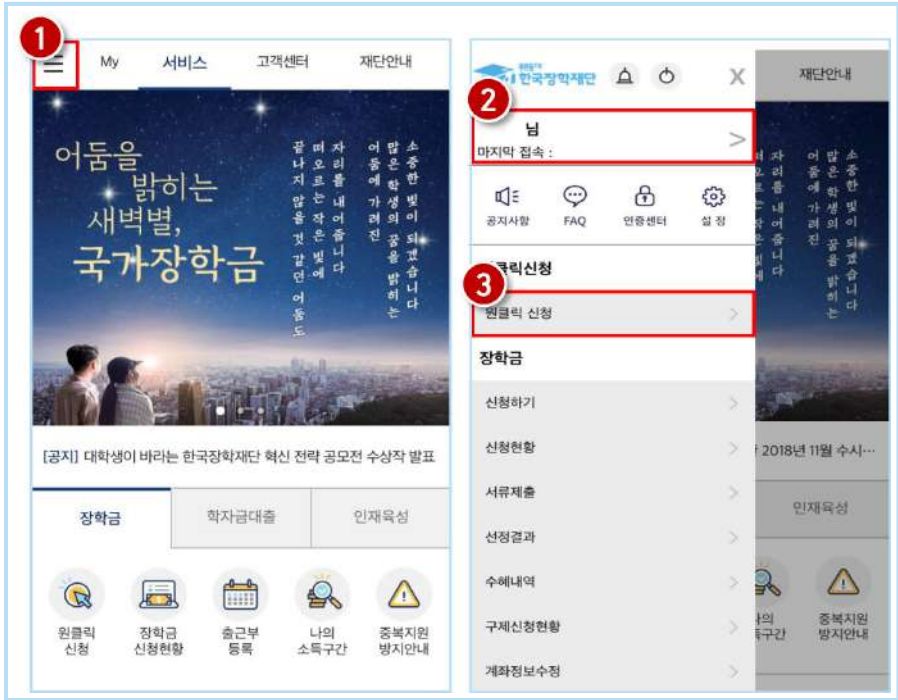 1
My 서비스 고객센터 재단안내
어둠을
밝히는
새벽별,
국가장학금
소중한 빛이 되겠습니다
많은 학생의 꿈을 밝히는
어둠에 가려진
자리를 내어줍니다
떠오르는 작은 빛에
끝나지 않을 것 같던 어둠도
[공지] 대학생이 바라는 한국장학재단 혁신 전략 공모전 수상작 발표
장학금 학자금대출 인재육성
원클릭
신청
장학금
신청현황
출근부
등록
나의
소득구간
중복지원
방지안내
한국장학재단
X
재단안내
2
님
마지막 접속 :
>
공지사항 FAQ 인증센터 설정
클릭신청
3
원클릭 신청
장학금
신청하기
신청현황
서류제출
선정결과
수혜내역
구제신청현황
계좌정보수정
2018년 11월 수시…
인재육성
나의
득구간
중복지원
방지안내